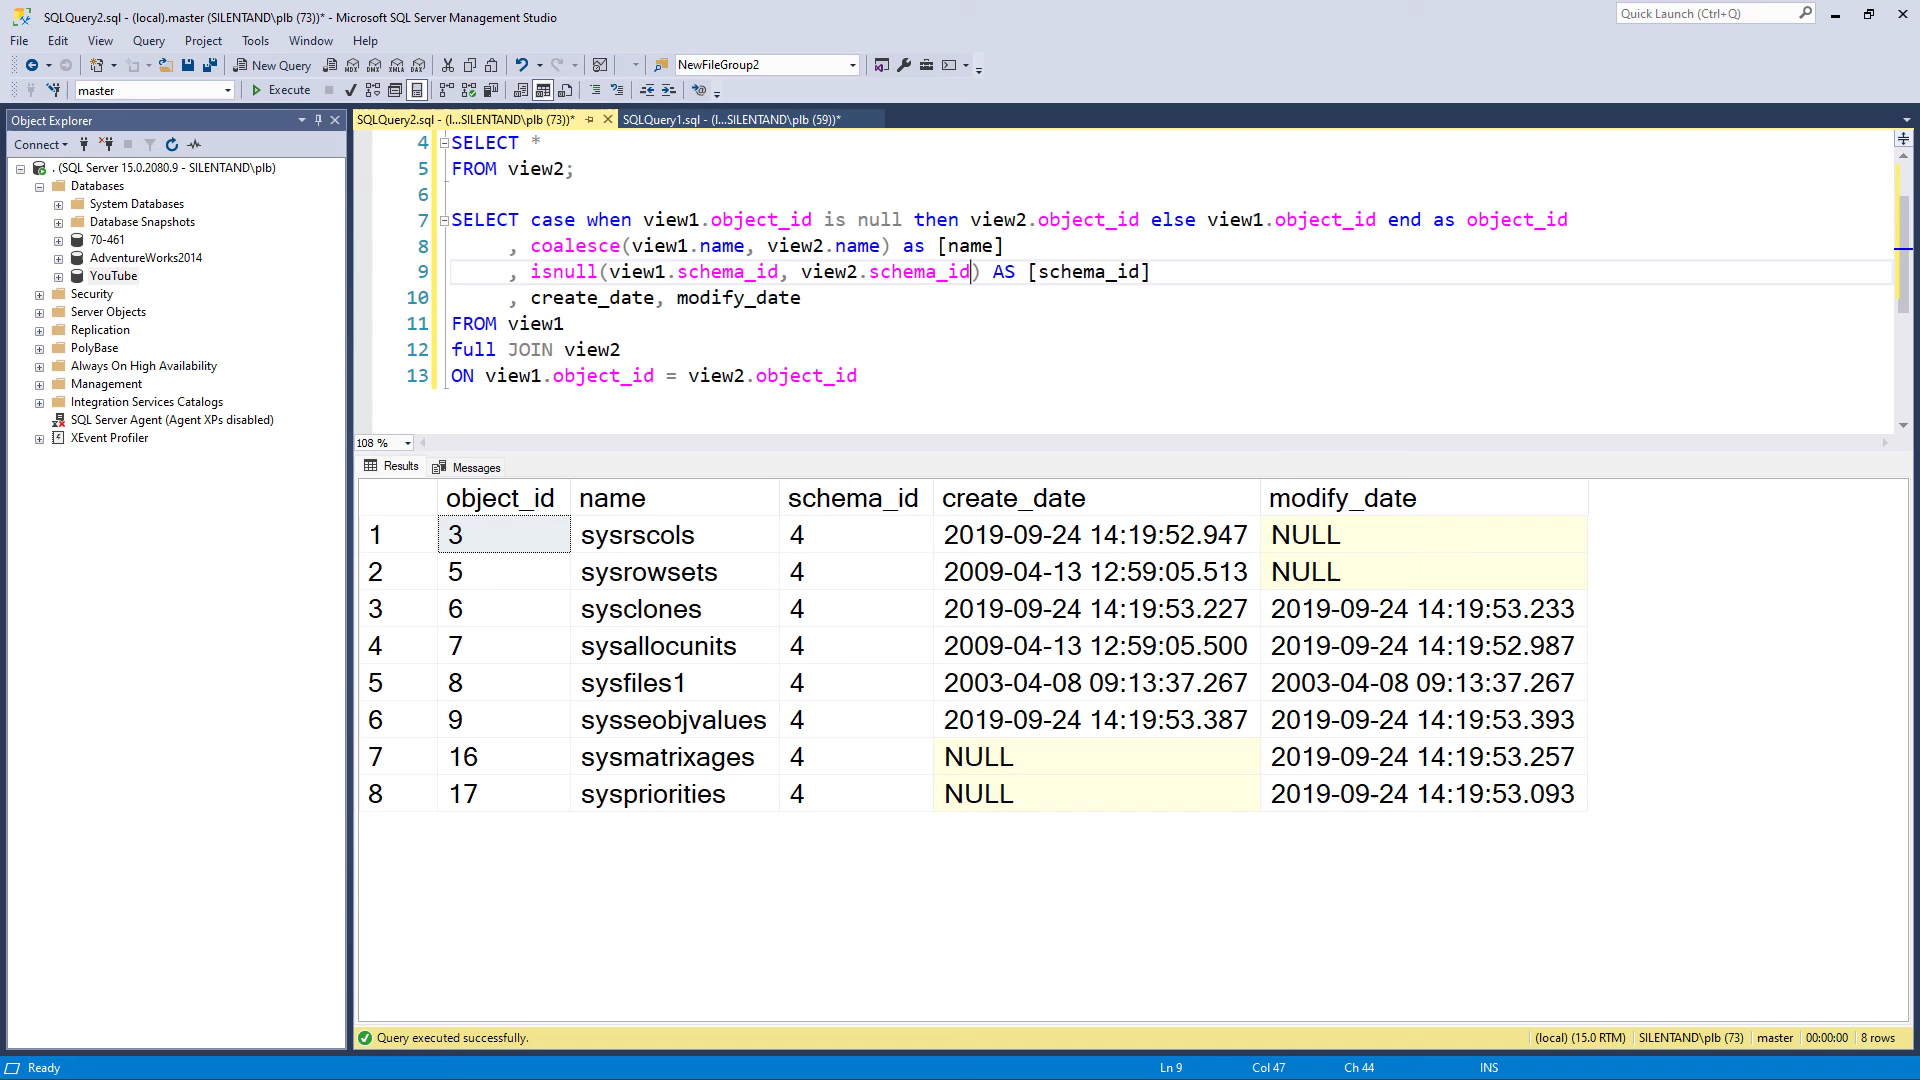 SQLQuery2.sql - (local).master (SILENTAND\plb (73))* - Microsoft SQL Server Management Studio
Quick Launch (Ctrl+Q)
File Edit View Query Project Tools Window Help
New Query
MDX DMX XMLA DAX
NewFileGroup2
master
Execute
Object Explorer
SQLQuery2.sql - (l...SILENTAND\plb (73))*
SQLQuery1.sql - (l...SILENTAND\plb (59))*
Connect
. (SQL Server 15.0.2080.9 - SILENTAND\plb)
Databases
System Databases
Database Snapshots
70-461
AdventureWorks2014
YouTube
Security
Server Objects
Replication
PolyBase
Always On High Availability
Management
Integration Services Catalogs
SQL Server Agent (Agent XPs disabled)
XEvent Profiler
4 SELECT *
5 FROM view2;
6
7 SELECT case when view1.object_id is null then view2.object_id else view1.object_id end as object_id
8 , coalesce(view1.name, view2.name) as [name]
9 , isnull(view1.schema_id, view2.schema_id) AS [schema_id]
10 , create_date, modify_date
11 FROM view1
12 full JOIN view2
13 ON view1.object_id = view2.object_id
108 %
Results Messages
object_id name schema_id create_date modify_date
1 3 sysrscols 4 2019-09-24 14:19:52.947 NULL
2 5 sysrowsets 4 2009-04-13 12:59:05.513 NULL
3 6 sysclones 4 2019-09-24 14:19:53.227 2019-09-24 14:19:53.233
4 7 sysallocunits 4 2009-04-13 12:59:05.500 2019-09-24 14:19:52.987
5 8 sysfiles1 4 2003-04-08 09:13:37.267 2003-04-08 09:13:37.267
6 9 sysseobjvalues 4 2019-09-24 14:19:53.387 2019-09-24 14:19:53.393
7 16 sysmatrixages 4 NULL 2019-09-24 14:19:53.257
8 17 syspriorities 4 NULL 2019-09-24 14:19:53.093
Query executed successfully.
(local) (15.0 RTM) SILENTAND\plb (73) master 00:00:00 8 rows
Ready
Ln 9 Col 47 Ch 44 INS